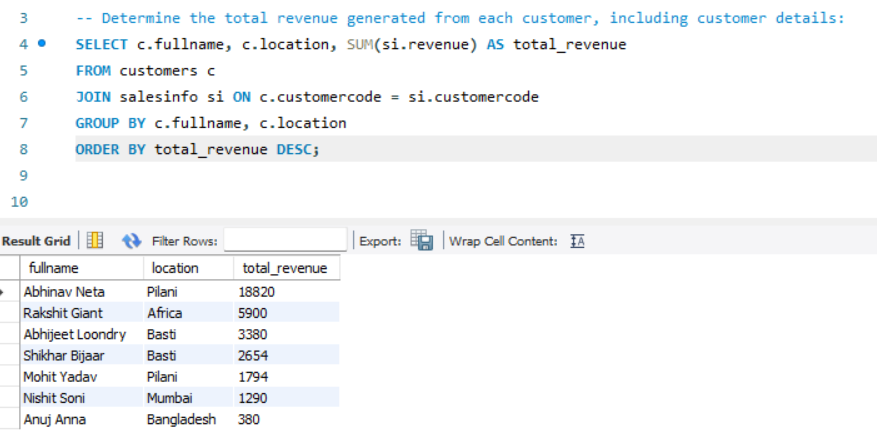 3 -- Determine the total revenue generated from each customer, including customer details:
4 SELECT c.fullname, c.location, SUM(si.revenue) AS total_revenue
5 FROM customers c
6 JOIN salesinfo si ON c.customercode = si.customercode
7 GROUP BY c.fullname, c.location
8 ORDER BY total_revenue DESC;
9
10
Result Grid Filter Rows: Export: Wrap Cell Content: IA
fullname location total_revenue
Abhinav Neta Pilani 18820
Rakshit Giant Africa 5900
Abhijeet Loondry Basti 3380
Shikhar Bijaar Basti 2654
Mohit Yadav Pilani 1794
Nishit Soni Mumbai 1290
Anuj Anna Bangladesh 380